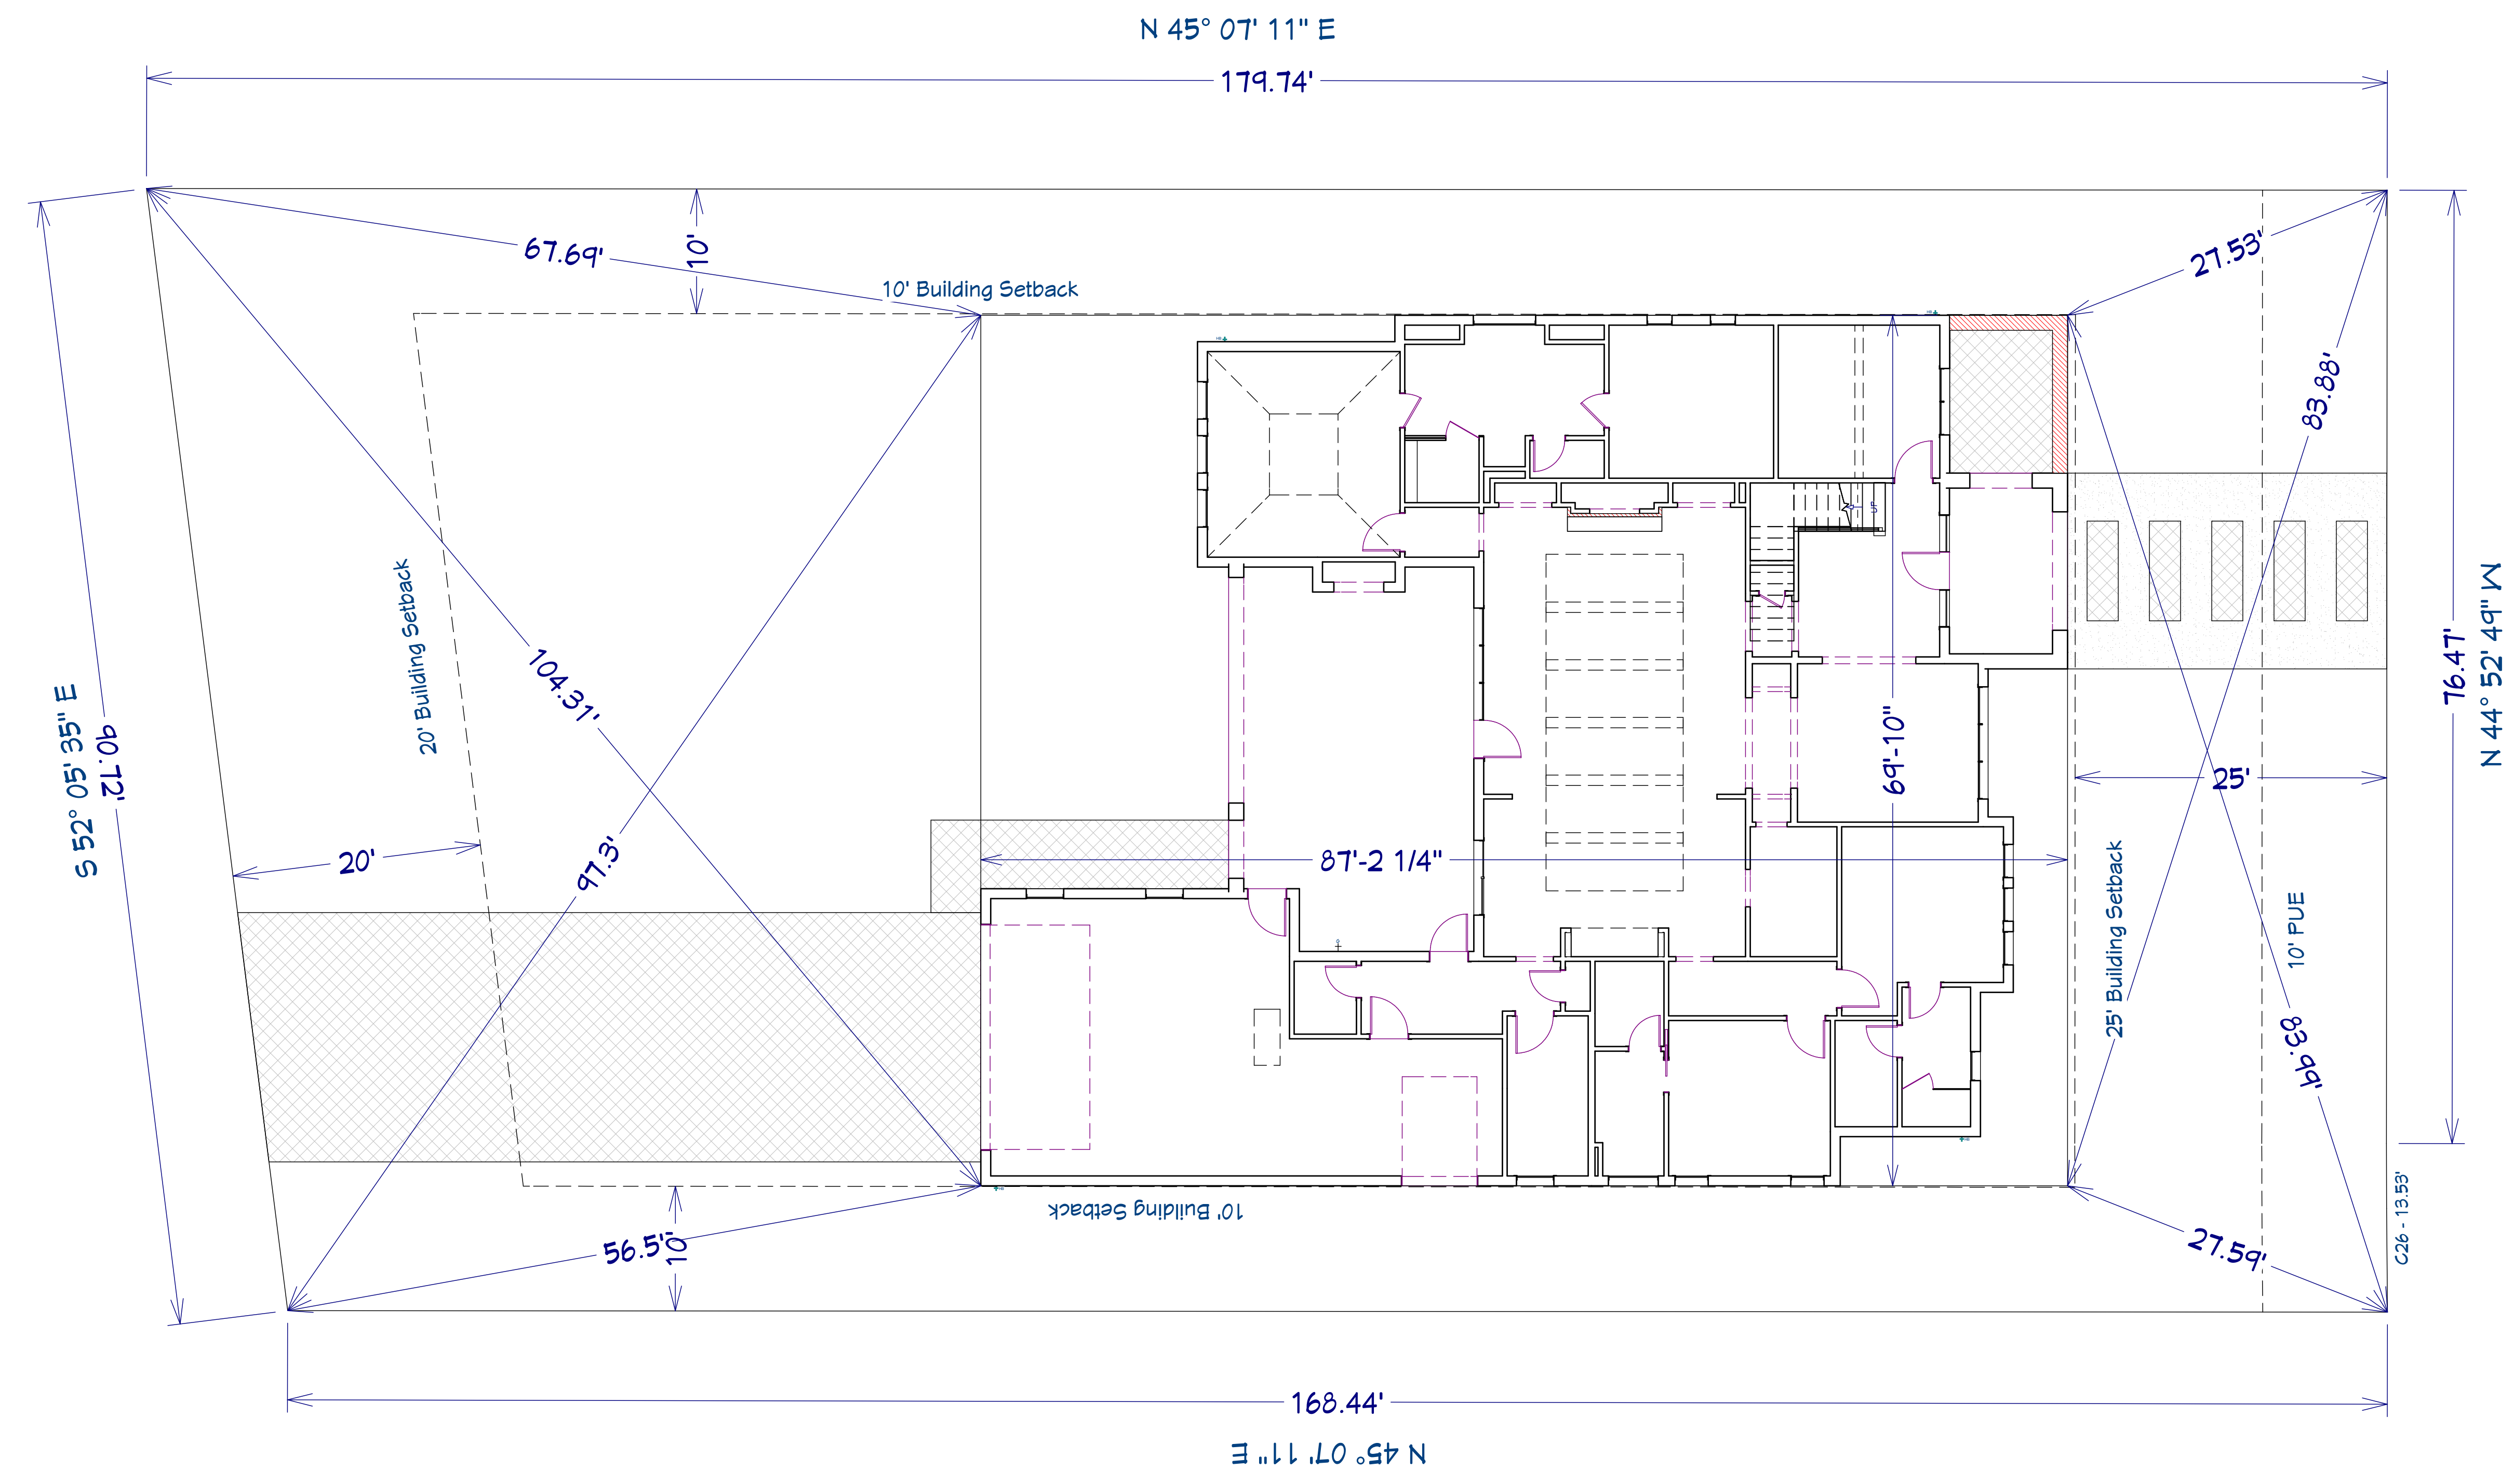 N 45° 07' 11" E
179.74'
67.69'
10'
27.53'
10' Building Setback
83.88'
UP
20' Building Setback
104.31'
S 52° 05' 35" E
90.72'
69'-10"
76.47'
N 44° 52' 49" W
25'
20'
97.3'
87'-2 1/4"
25' Building Setback
10' PUE
83.99'
10' Building Setback
56.5'
10'
27.59'
C26 - 13.53'
168.44'
N 45° 07' 11" E